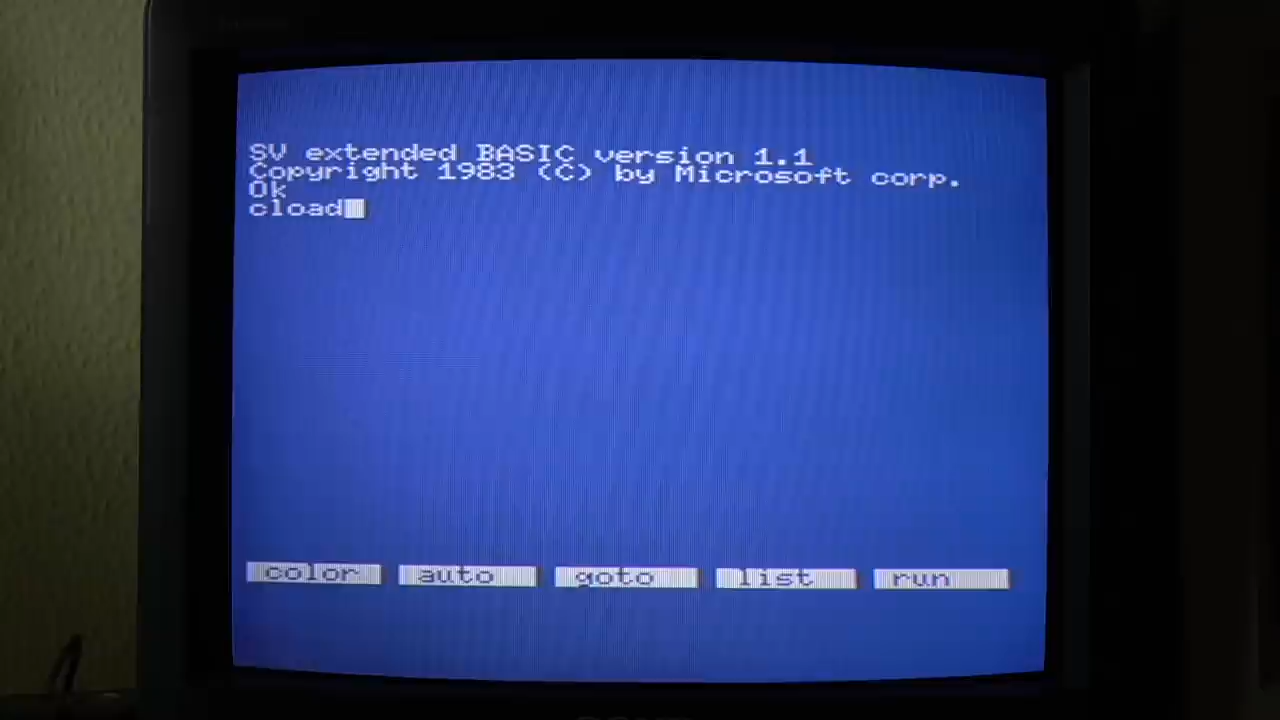 SV extended BASIC version 1.1
Copyright 1983 (C) by Microsoft corp.
Ok
cload
color auto goto list run